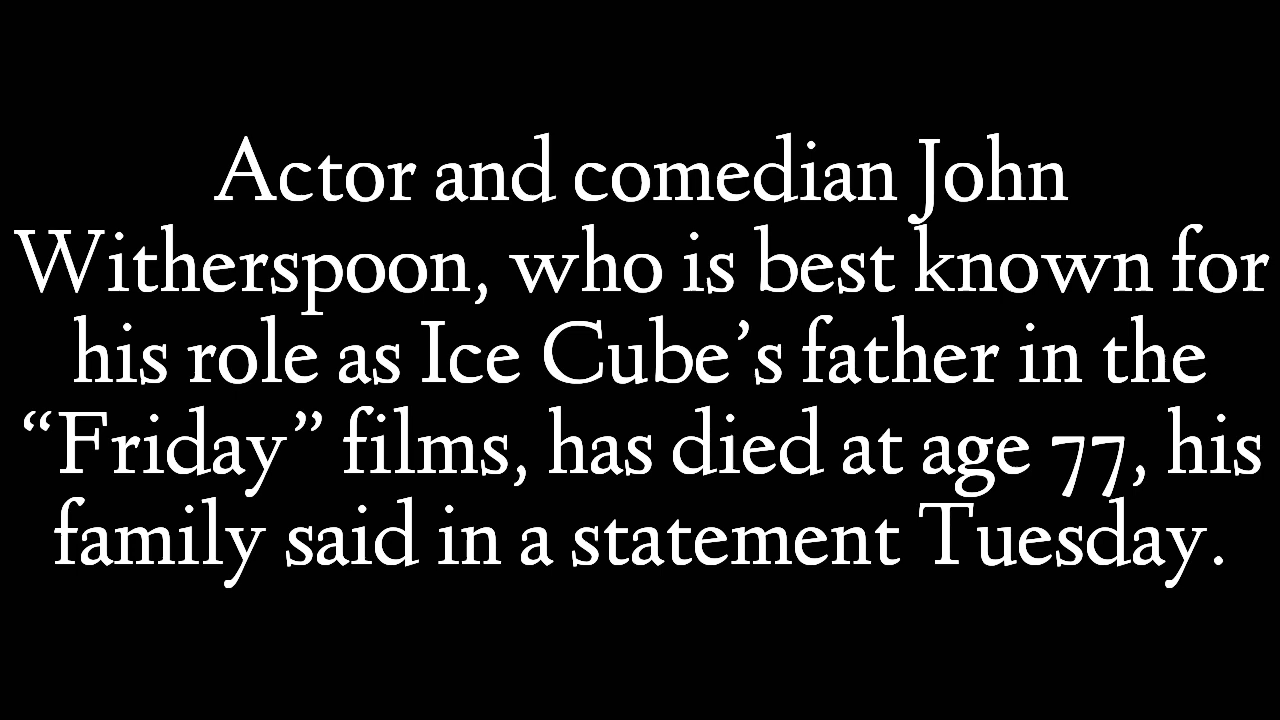 Actor and comedian John
Witherspoon, who is best known for
his role as Ice Cube’s father in the
“Friday” films, has died at age 77, his
family said in a statement Tuesday.